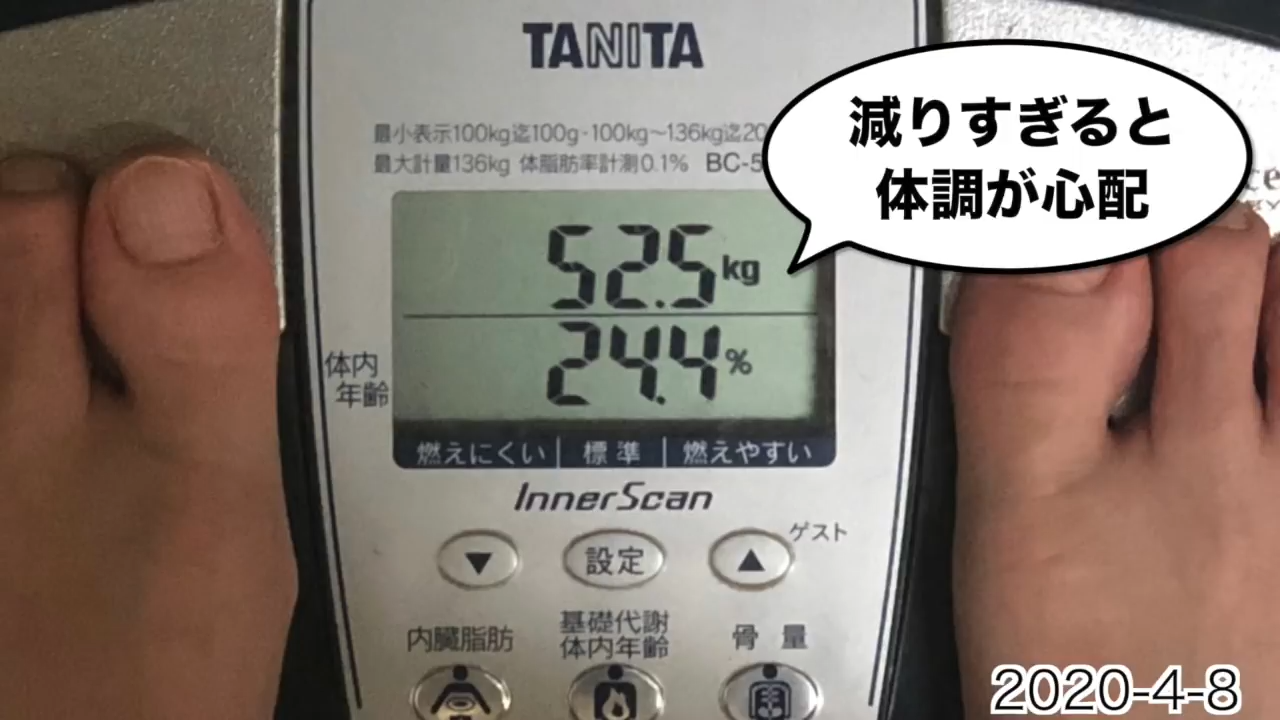 TANITA
最小表示100kg迄100g・100kg～136kg迄20
最大計量136kg 体脂肪率計測0.1% BC-5
減りすぎると
体調が心配
52.5kg
24.4%
体内
年齢
燃えにくい 標準 燃えやすい
InnerScan
▼ 設定 ▲ ゲスト
内臓脂肪
基礎代謝
体内年齢
骨量
2020-4-8